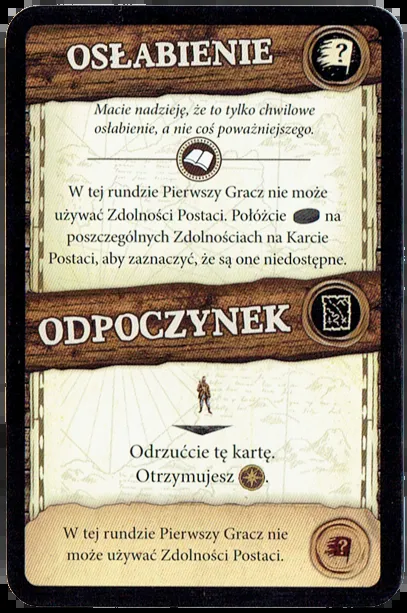 OSŁABIENIE
?
Macie nadzieję, że to tylko chwilowe
osłabienie, a nie coś poważniejszego.
W tej rundzie Pierwszy Gracz nie może
używać Zdolności Postaci. Połóżcie na
poszczególnych Zdolnościach na Karcie
Postaci, aby zaznaczyć, że są one niedostępne.
ODPOCZYNEK
Odrzućcie tę kartę.
Otrzymujesz .
W tej rundzie Pierwszy Gracz nie
może używać Zdolności Postaci.
?